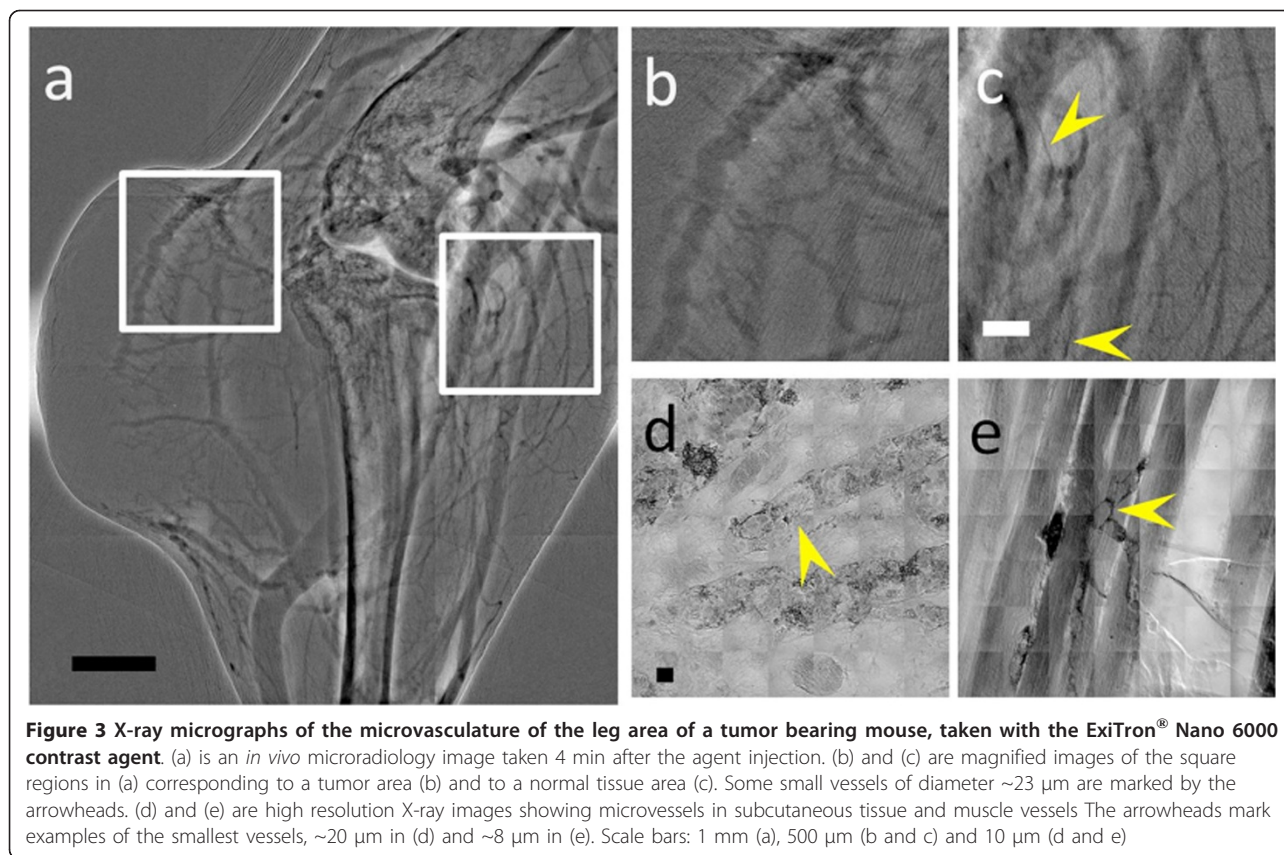 a
b
c
d
e
Figure 3 X-ray micrographs of the microvasculature of the leg area of a tumor bearing mouse, taken with the ExiTron® Nano 6000
contrast agent. (a) is an in vivo microradiology image taken 4 min after the agent injection. (b) and (c) are magnified images of the square
regions in (a) corresponding to a tumor area (b) and to a normal tissue area (c). Some small vessels of diameter ~23 μm are marked by the
arrowheads. (d) and (e) are high resolution X-ray images showing microvessels in subcutaneous tissue and muscle vessels The arrowheads mark
examples of the smallest vessels, ~20 μm in (d) and ~8 μm in (e). Scale bars: 1 mm (a), 500 μm (b and c) and 10 μm (d and e)